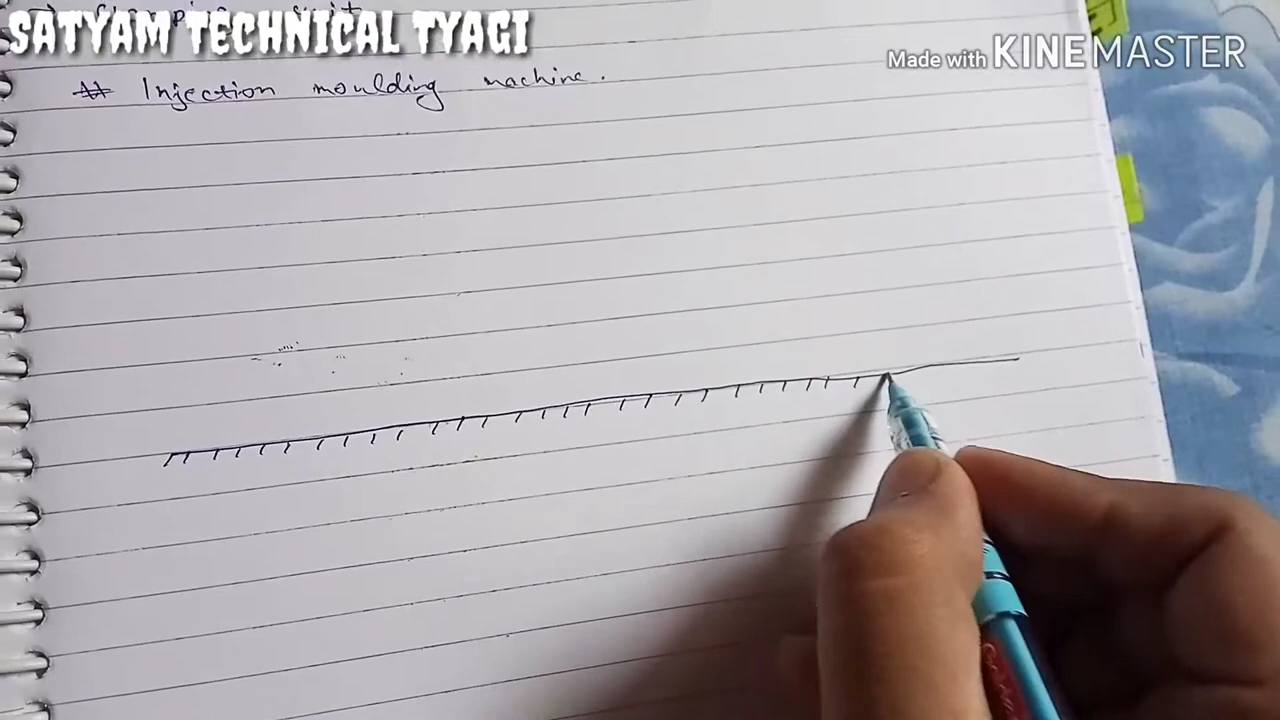 SATYAM TECHNICAL TYAGI
Made with KINEMASTER
# Injection moulding machine.